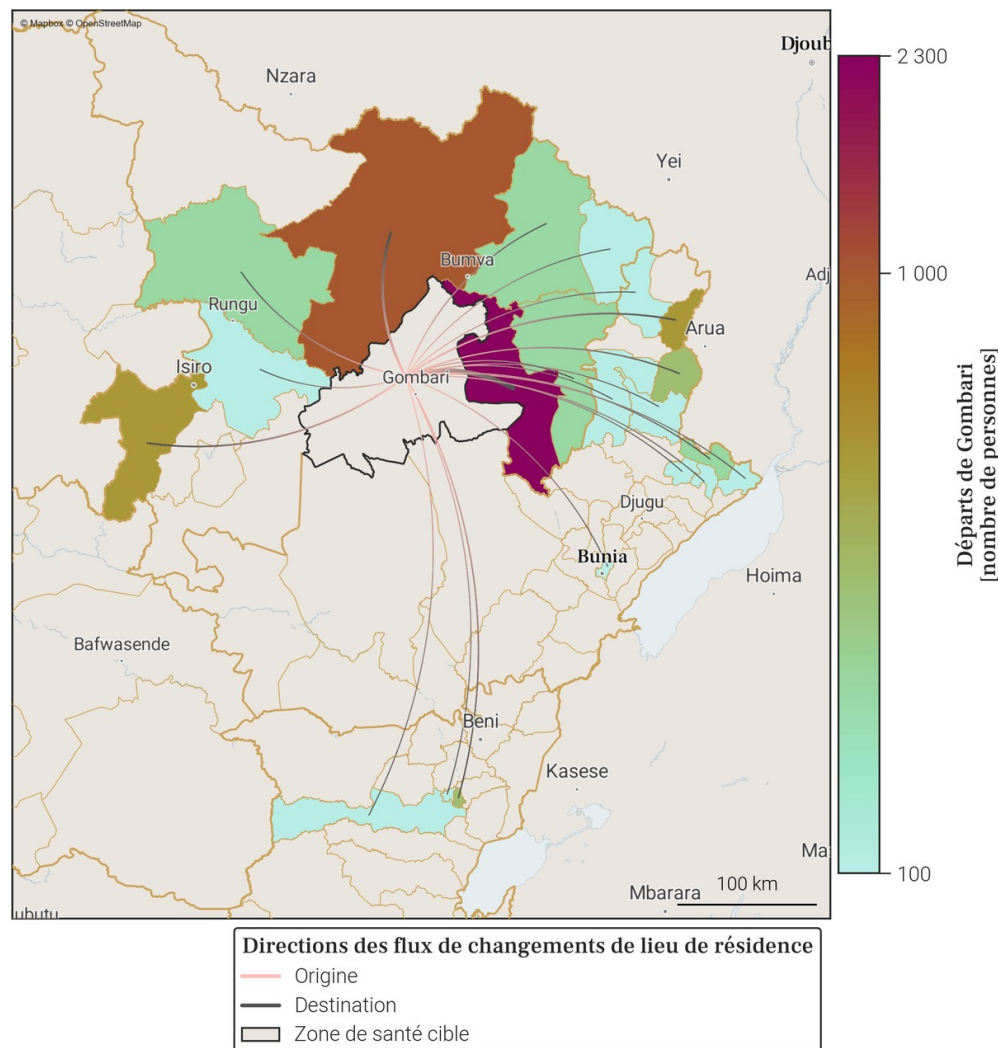 © Mapbox © OpenStreetMap
Djoub
Nzara
Yei
Bumva
Adj
Rungu
Arua
Isiro
Gombari
Djugu
Bunia
Hoima
Bafwasende
Beni
Kasese
Ma
Mbarara
100 km
ubutu
2 300
1 000
100
Départs de Gombari
[nombre de personnes]
Directions des flux de changements de lieu de résidence
Origine
Destination
Zone de santé cible